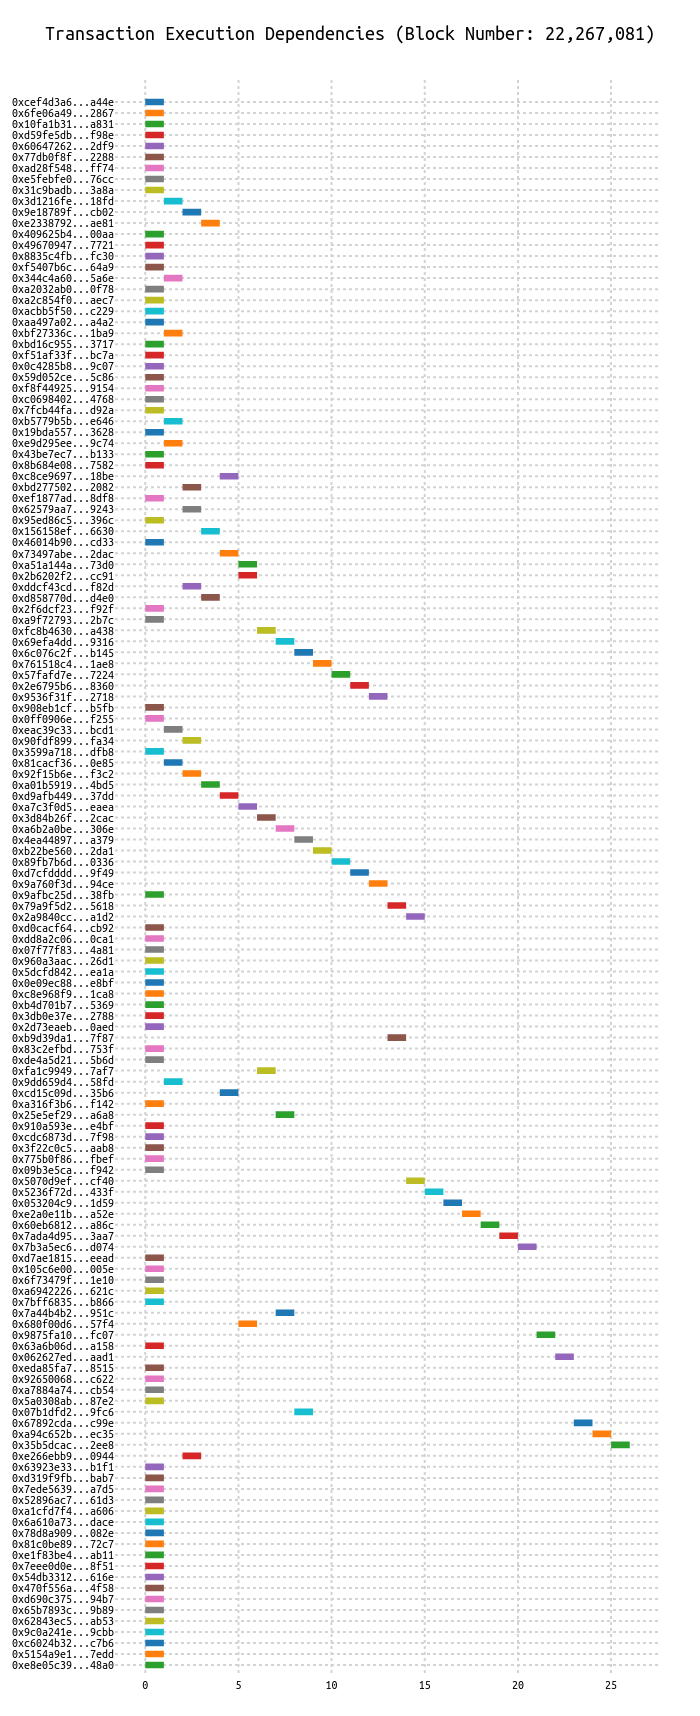 Transaction Execution Dependencies (Block Number: 22,267,081)
0xcef4d3a6...a44e
0x6fe06a49...2867
0x10fa1b31...a831
0xd59fe5db...f98e
0x60647262...2df9
0x77db0f8f...2288
0xad28f548...ff74
0xe5febfe0...76cc
0x31c9badb...3a8a
0x3d1216fe...18fd
0x9e18789f...cb02
0xe2338792...ae81
0x409625b4...00aa
0x49670947...7721
0x8835c4fb...fc30
0xf5407b6c...64a9
0x344c4a60...5a6e
0xa2032ab0...0f78
0xa2c854f0...aec7
0xacbb5f50...c229
0xaa497a02...a4a2
0xbf27336c...1ba9
0xbd16c955...3717
0xf51af33f...bc7a
0x0c4285b8...9c07
0x59d052ce...5c86
0xf8f44925...9154
0xc0698402...4768
0x7fcb44fa...d92a
0xb5779b5b...e646
0x19bda557...3628
0xe9d295ee...9c74
0x43be7ec7...b133
0x8b684e08...7582
0xc8ce9697...18be
0xbd277502...2082
0xef1877ad...8df8
0x62579aa7...9243
0x95ed86c5...396c
0x156158ef...6630
0x46014b90...cd33
0x73497abe...2dac
0xa51a144a...73d0
0x2b6202f2...cc91
0xddcf43cd...f82d
0xd858770d...d4e0
0x2f6dcf23...f92f
0xa9f72793...2b7c
0xfc8b4630...a438
0x69efa4dd...9316
0x6c076c2f...b145
0x761518c4...1ae8
0x57fafd7e...7224
0x2e6795b6...8360
0x9536f31f...2718
0x908eb1cf...b5fb
0x0ff0906e...f255
0xeac39c33...bcd1
0x90fdf899...fa34
0x3599a718...dfb8
0x81cacf36...0e85
0x92f15b6e...f3c2
0xa01b5919...4bd5
0xd9afb449...37dd
0xa7c3f0d5...eaea
0x3d84b26f...2cac
0xa6b2a0be...306e
0x4ea44897...a379
0xb22be560...2da1
0x89fb7b6d...0336
0xd7cfdddd...9f49
0x9a760f3d...94ce
0x9afbc25d...38fb
0x79a9f5d2...5618
0x2a9840cc...a1d2
0xd0cacf64...cb92
0xdd8a2c06...0ca1
0x07f77f83...4a81
0x960a3aac...26d1
0x5dcfd842...ea1a
0x0e09ec88...e8bf
0xc8e968f9...1ca8
0xb4d701b7...5369
0x3db0e37e...2788
0x2d73eaeb...0aed
0xb9d39da1...7f87
0x83c2efbd...753f
0xde4a5d21...5b6d
0xfa1c9949...7af7
0x9dd659d4...58fd
0xcd15c09d...35b6
0xa316f3b6...f142
0x25e5ef29...a6a8
0x910a593e...e4bf
0xcdc6873d...7f98
0x3f22c0c5...aab8
0x775b0f86...fbef
0x09b3e5ca...f942
0x5070d9ef...cf40
0x5236f72d...433f
0x053204c9...1d59
0xe2a0e11b...a52e
0x60eb6812...a86c
0x7ada4d95...3aa7
0x7b3a5ec6...d074
0xd7ae1815...eead
0x105c6e00...005e
0x6f73479f...1e10
0xa6942226...621c
0x7bff6835...b866
0x7a44b4b2...951c
0x680f00d6...57f4
0x9875fa10...fc07
0x63a6b06d...a158
0x062627ed...aad1
0xeda85fa7...8515
0x92650068...c622
0xa7884a74...cb54
0x5a0308ab...87e2
0x07b1dfd2...9fc6
0x67892cda...c99e
0xa94c652b...ec35
0x35b5dcac...2ee8
0xe266ebb9...0944
0x63923e33...b1f1
0xd319f9fb...bab7
0x7ede5639...a7d5
0x52896ac7...61d3
0xa1cfd7f4...a606
0x6a610a73...dace
0x78d8a909...082e
0x81c0be89...72c7
0xe1f83be4...ab11
0x7eee0d0e...8f51
0x54db3312...616e
0x470f556a...4f58
0xd690c375...94b7
0x65b7893c...9b89
0x62843ec5...ab53
0x9c0a241e...9cbb
0xc6024b32...c7b6
0x5154a9e1...7edd
0xe8e05c39...48a0
0 5 10 15 20 25